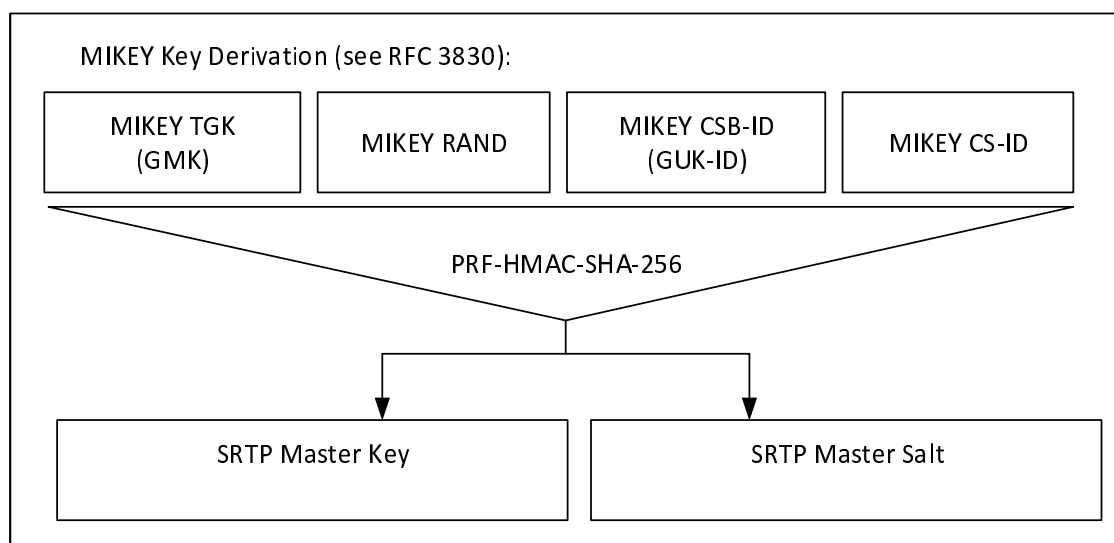 MIKEY Key Derivation (see RFC 3830):
MIKEY TGK
(GMK)
MIKEY RAND
MIKEY CSB-ID
(GUK-ID)
MIKEY CS-ID
PRF-HMAC-SHA-256
SRTP Master Key
SRTP Master Salt